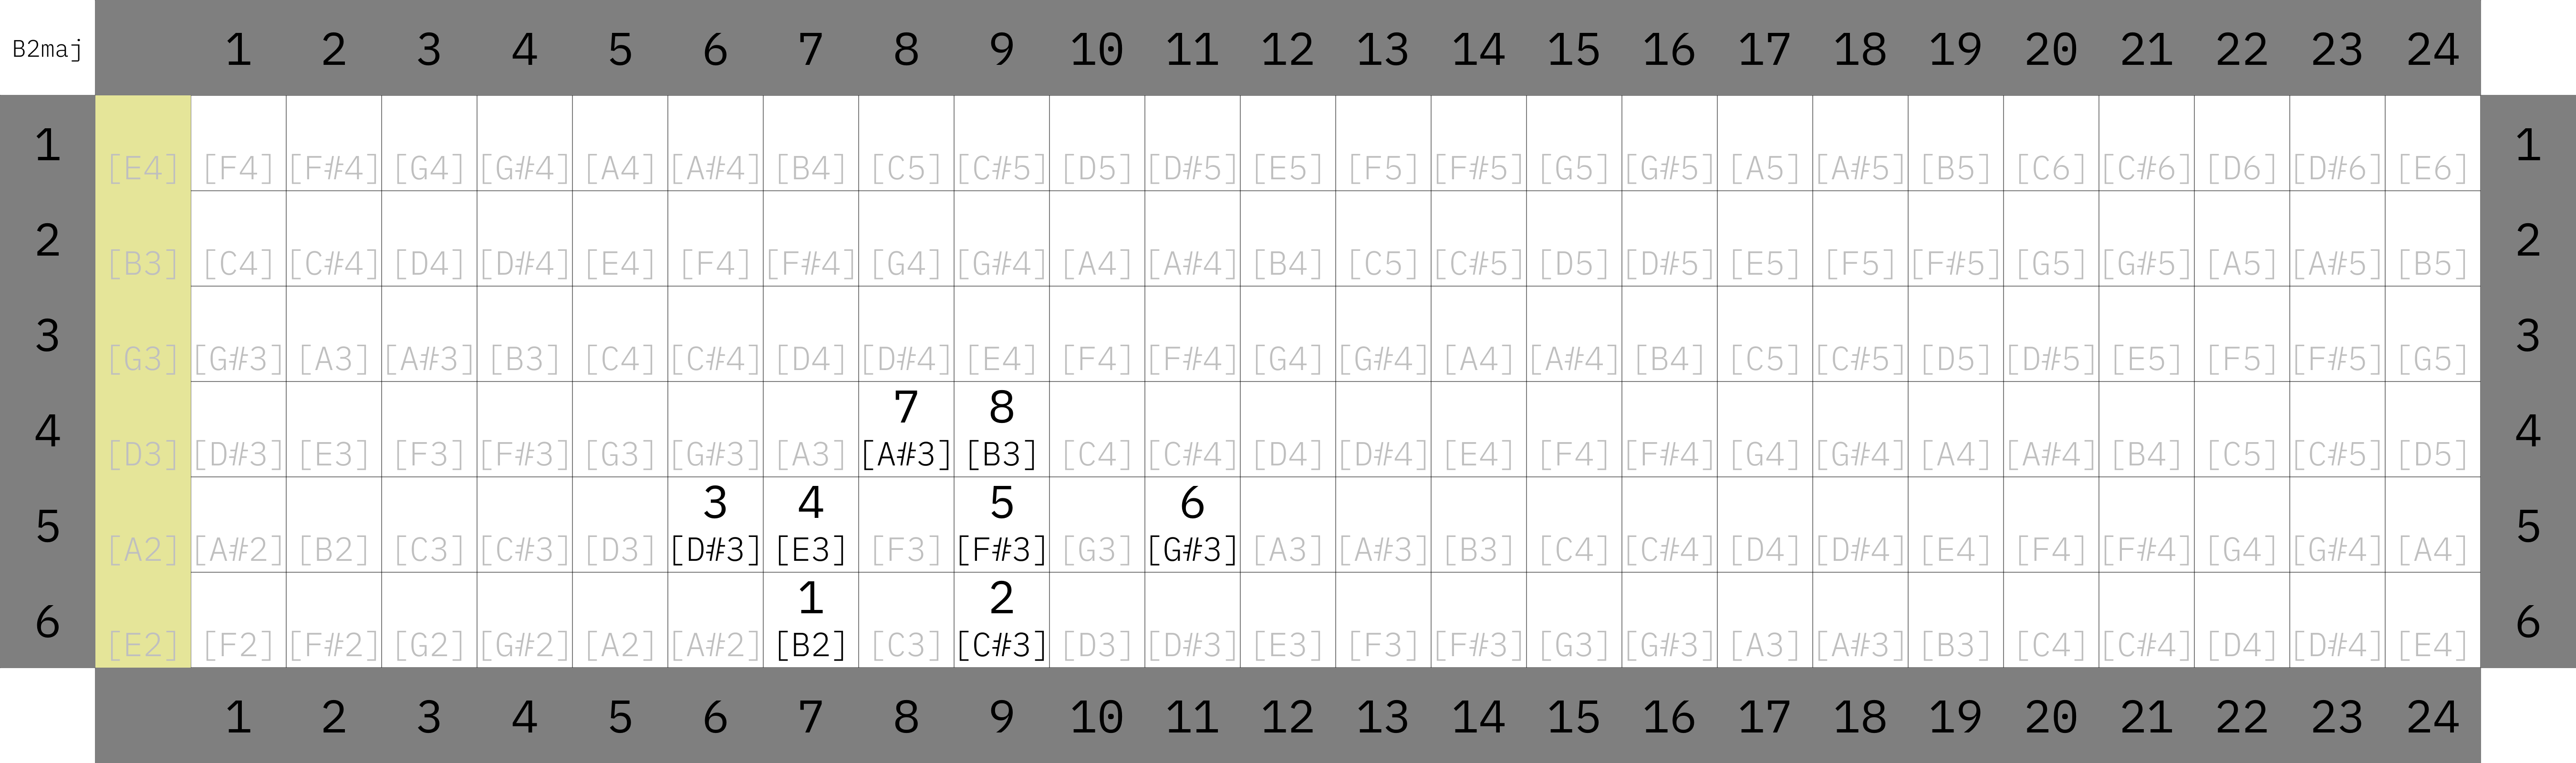 B2maj 1 2 3 4 5 6 7 8 9 10 11 12 13 14 15 16 17 18 19 20 21 22 23 24
1 [E4] [F4] [F#4] [G4] [G#4] [A4] [A#4] [B4] [C5] [C#5] [D5] [D#5] [E5] [F5] [F#5] [G5] [G#5] [A5] [A#5] [B5] [C6] [C#6] [D6] [D#6] [E6] 1
2 [B3] [C4] [C#4] [D4] [D#4] [E4] [F4] [F#4] [G4] [G#4] [A4] [A#4] [B4] [C5] [C#5] [D5] [D#5] [E5] [F5] [F#5] [G5] [G#5] [A5] [A#5] [B5] 2
3 [G3] [G#3] [A3] [A#3] [B3] [C4] [C#4] [D4] [D#4] [E4] [F4] [F#4] [G4] [G#4] [A4] [A#4] [B4] [C5] [C#5] [D5] [D#5] [E5] [F5] [F#5] [G5] 3
7 8
4 [D3] [D#3] [E3] [F3] [F#3] [G3] [G#3] [A3] [A#3] [B3] [C4] [C#4] [D4] [D#4] [E4] [F4] [F#4] [G4] [G#4] [A4] [A#4] [B4] [C5] [C#5] [D5] 4
3 4 5 6
5 [A2] [A#2] [B2] [C3] [C#3] [D3] [D#3] [E3] [F3] [F#3] [G3] [G#3] [A3] [A#3] [B3] [C4] [C#4] [D4] [D#4] [E4] [F4] [F#4] [G4] [G#4] [A4] 5
1 2
6 [E2] [F2] [F#2] [G2] [G#2] [A2] [A#2] [B2] [C3] [C#3] [D3] [D#3] [E3] [F3] [F#3] [G3] [G#3] [A3] [A#3] [B3] [C4] [C#4] [D4] [D#4] [E4] 6
1 2 3 4 5 6 7 8 9 10 11 12 13 14 15 16 17 18 19 20 21 22 23 24